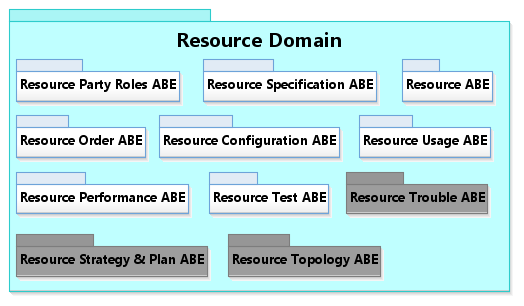 Resource Domain
Resource Party Roles ABE
Resource Specification ABE
Resource ABE
Resource Order ABE
Resource Configuration ABE
Resource Usage ABE
Resource Performance ABE
Resource Test ABE
Resource Trouble ABE
Resource Strategy & Plan ABE
Resource Topology ABE